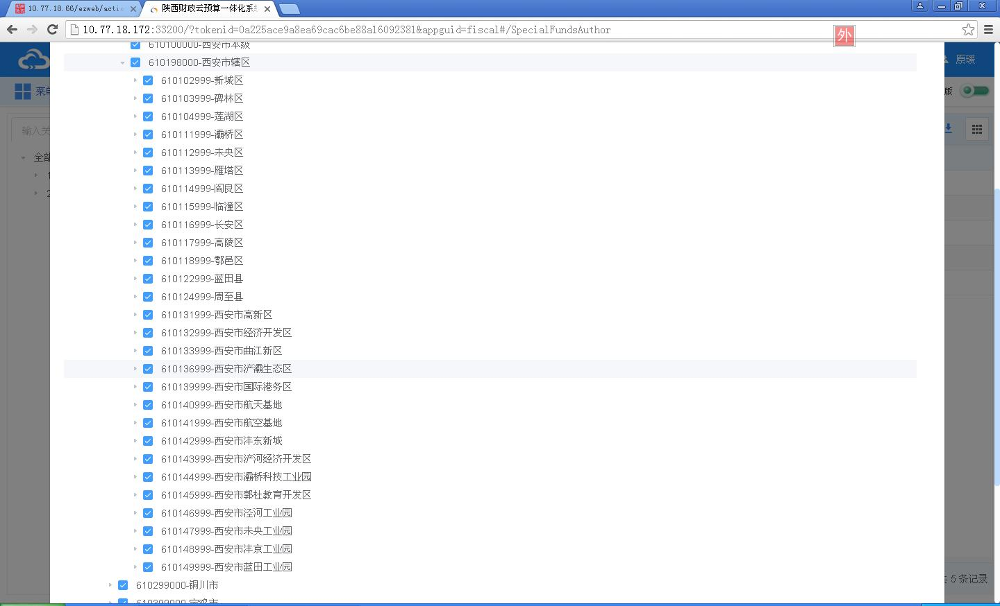 10.77.18.66/ezweb/actio
陕西财政云预算一体化系统
10.77.18.172:33200/?tokenid=0a225ace9a8ea69cac6be88a16092381&appguid=fiscal#/SpecialFundsAuthor
外
原瑗
菜单
版
输入关
全部
1
2
610100000-西安市本级
610198000-西安市辖区
610102999-新城区
610103999-碑林区
610104999-莲湖区
610111999-灞桥区
610112999-未央区
610113999-雁塔区
610114999-阎良区
610115999-临潼区
610116999-长安区
610117999-高陵区
610118999-鄠邑区
610122999-蓝田县
610124999-周至县
610131999-西安市高新区
610132999-西安市经济开发区
610133999-西安市曲江新区
610136999-西安市浐灞生态区
610139999-西安市国际港务区
610140999-西安市航天基地
610141999-西安市航空基地
610142999-西安市沣东新城
610143999-西安市浐河经济开发区
610144999-西安市灞桥科技工业园
610145999-西安市郭杜教育开发区
610146999-西安市泾河工业园
610147999-西安市未央工业园
610148999-西安市沣京工业园
610149999-西安市蓝田工业园
610299000-铜川市
610399000-宝鸡市
共 5 条记录